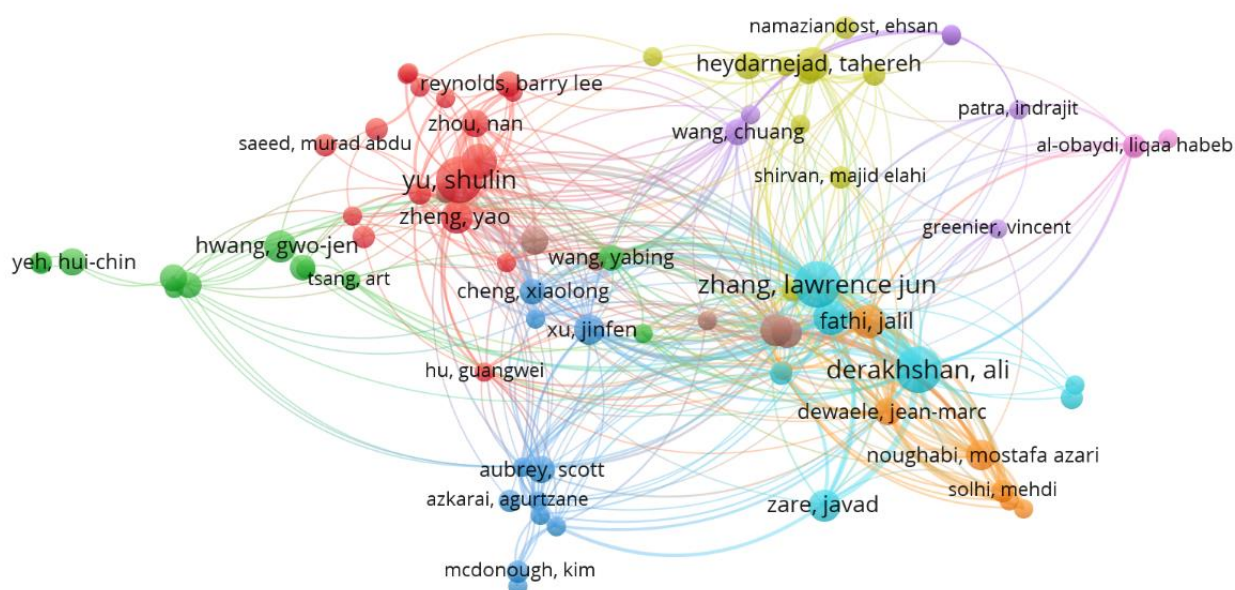 namaziandost, ehsan
heydarnejad, tahereh
reynolds, barry lee
patra, indrajit
zhou, nan
wang, chuang
saeed, murad abdu
al-obaydi, liqaa habeb
yu, shulin
shirvan, majid elahi
zheng, yao
greenier, vincent
hwang, gwo-jen
wang, yabing
yeh, hui-chin
tsang, art
zhang, lawrence jun
cheng, xiaolong
fathi, jalil
xu, jinfen
hu, guangwei
derakhshan, ali
dewaele, jean-marc
noughabi, mostafa azari
aubrey, scott
solhi, mehdi
azkarai, agurtzane
zare, javad
mcdonough, kim